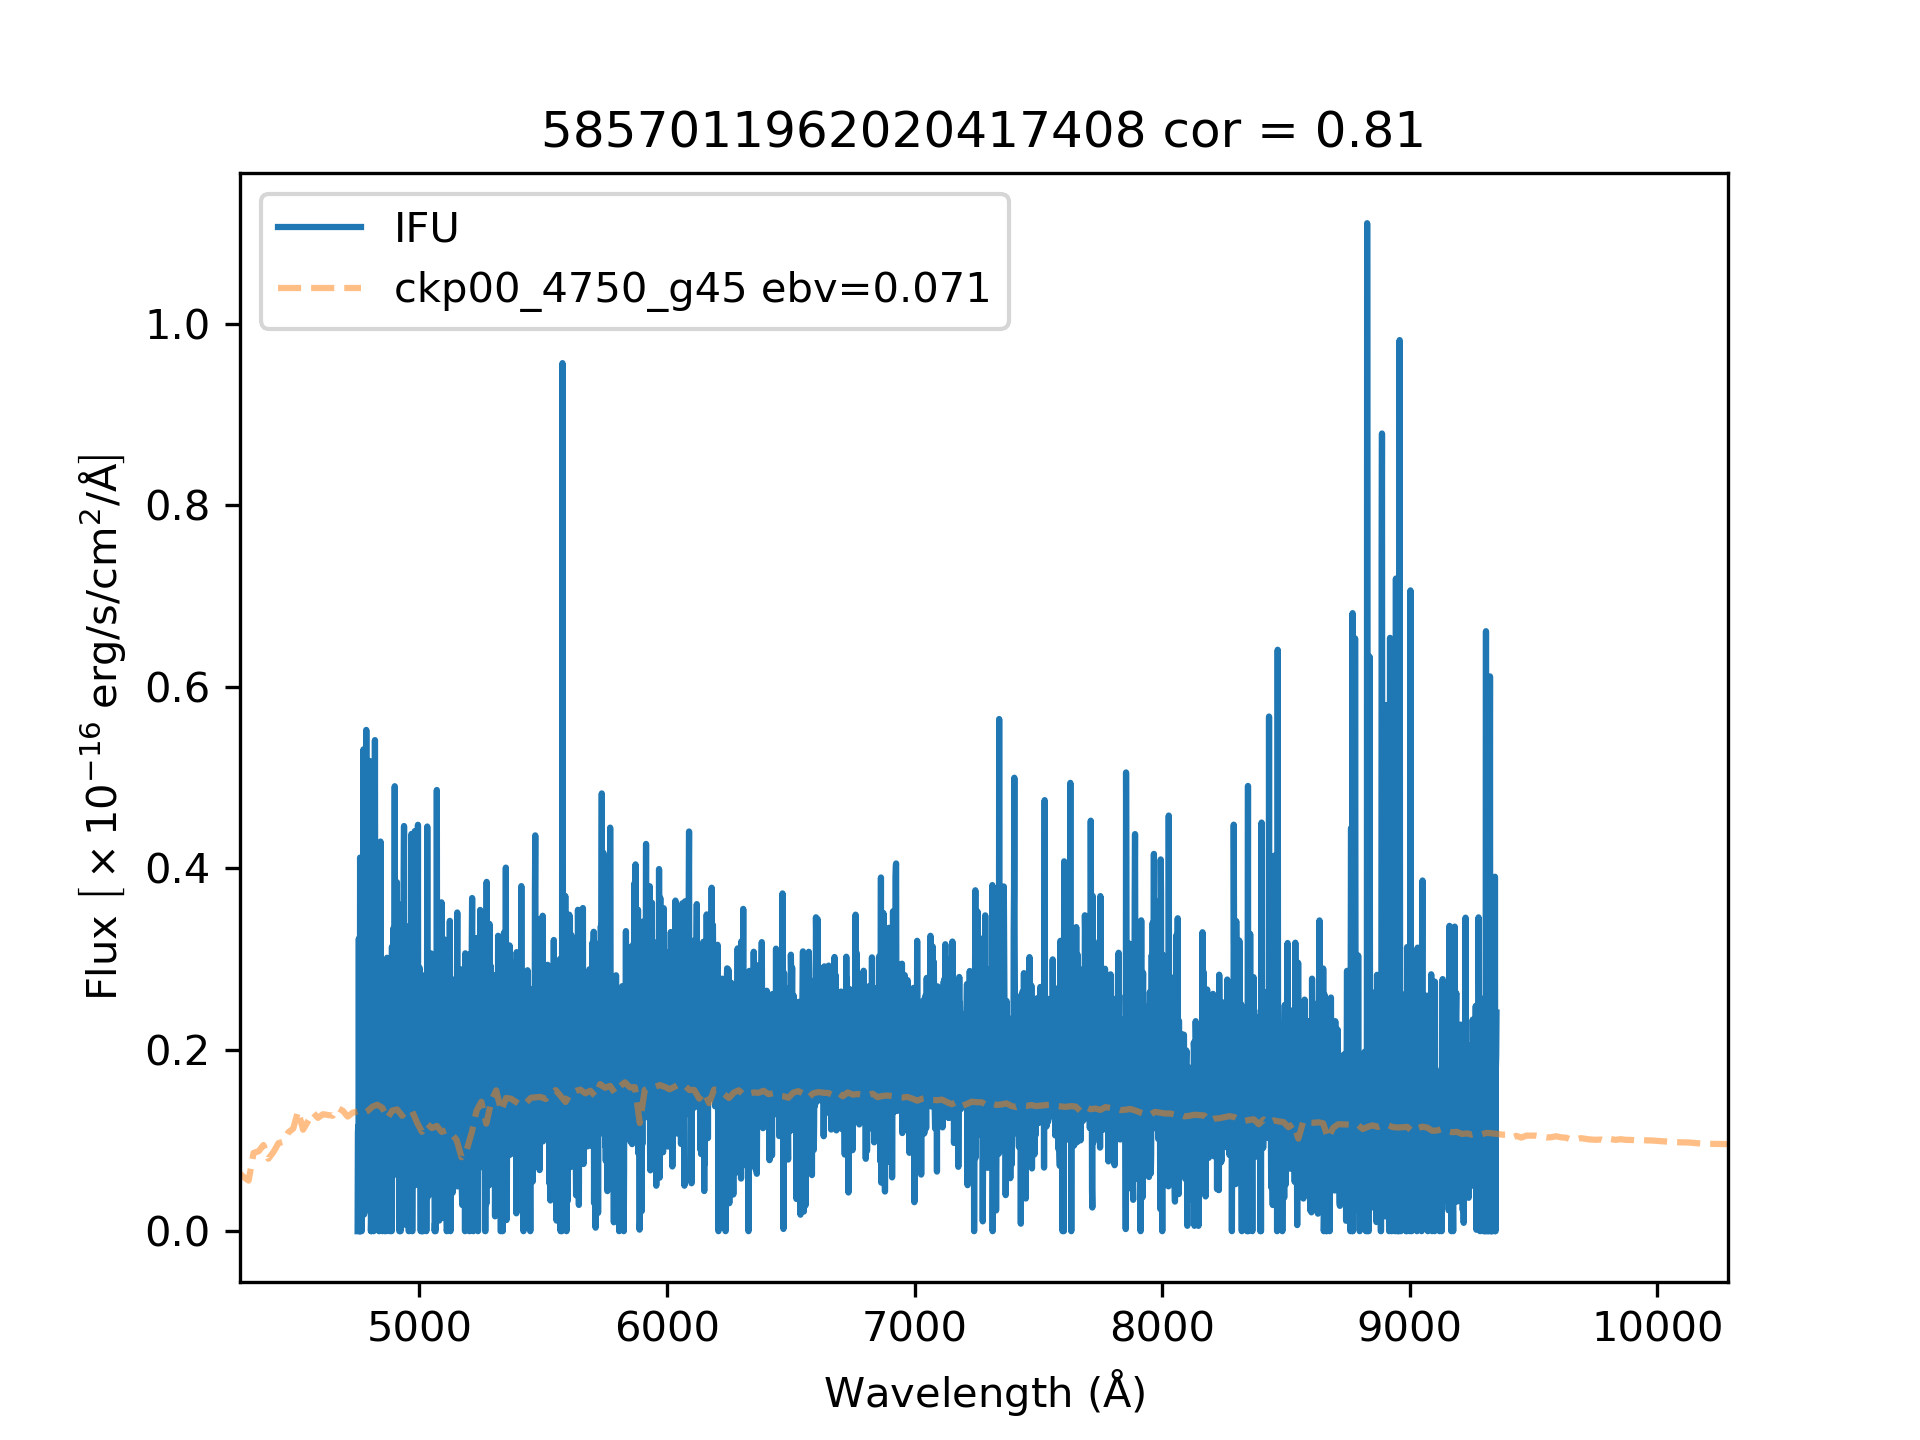 5857011962020417408 cor = 0.81
IFU
ckp00_4750_g45 ebv=0.071
1.0
0.8
0.6
0.4
0.2
0.0
Flux [×10⁻¹⁶ erg/s/cm²/Å]
5000 6000 7000 8000 9000 10000
Wavelength (Å)